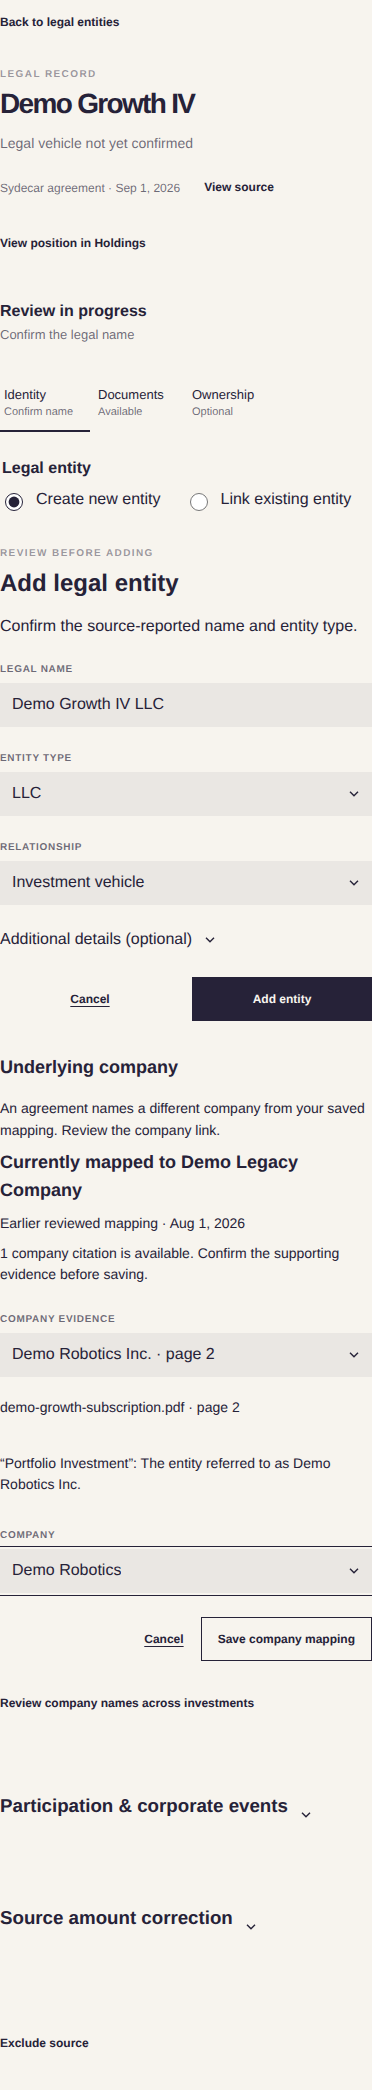 Back to legal entities
LEGAL RECORD
Demo Growth IV
Legal vehicle not yet confirmed
Sydecar agreement · Sep 1, 2026 View source
View position in Holdings
Review in progress
Confirm the legal name
Identity Documents Ownership
Confirm name Available Optional
Legal entity
Create new entity Link existing entity
REVIEW BEFORE ADDING
Add legal entity
Confirm the source-reported name and entity type.
LEGAL NAME
Demo Growth IV LLC
ENTITY TYPE
LLC
RELATIONSHIP
Investment vehicle
Additional details (optional)
Cancel Add entity
Underlying company
An agreement names a different company from your saved
mapping. Review the company link.
Currently mapped to Demo Legacy
Company
Earlier reviewed mapping · Aug 1, 2026
1 company citation is available. Confirm the supporting
evidence before saving.
COMPANY EVIDENCE
Demo Robotics Inc. · page 2
demo-growth-subscription.pdf · page 2
“Portfolio Investment”: The entity referred to as Demo
Robotics Inc.
COMPANY
Demo Robotics
Cancel Save company mapping
Review company names across investments
Participation & corporate events
Source amount correction
Exclude source